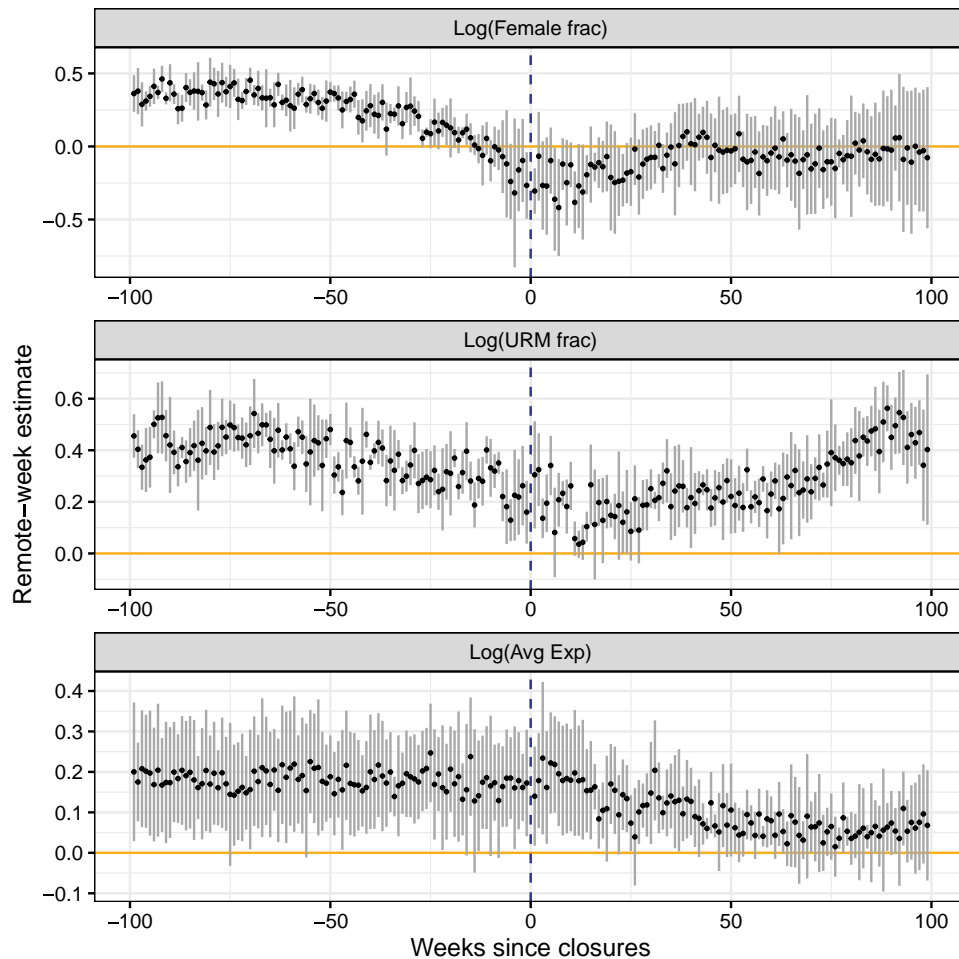 Log(Female frac)
0.5
0.0
−0.5
−100 −50 0 50 100
Log(URM frac)
Remote−week estimate
0.6
0.4
0.2
0.0
−100 −50 0 50 100
Log(Avg Exp)
0.4
0.3
0.2
0.1
0.0
−0.1
−100 −50 0 50 100
Weeks since closures